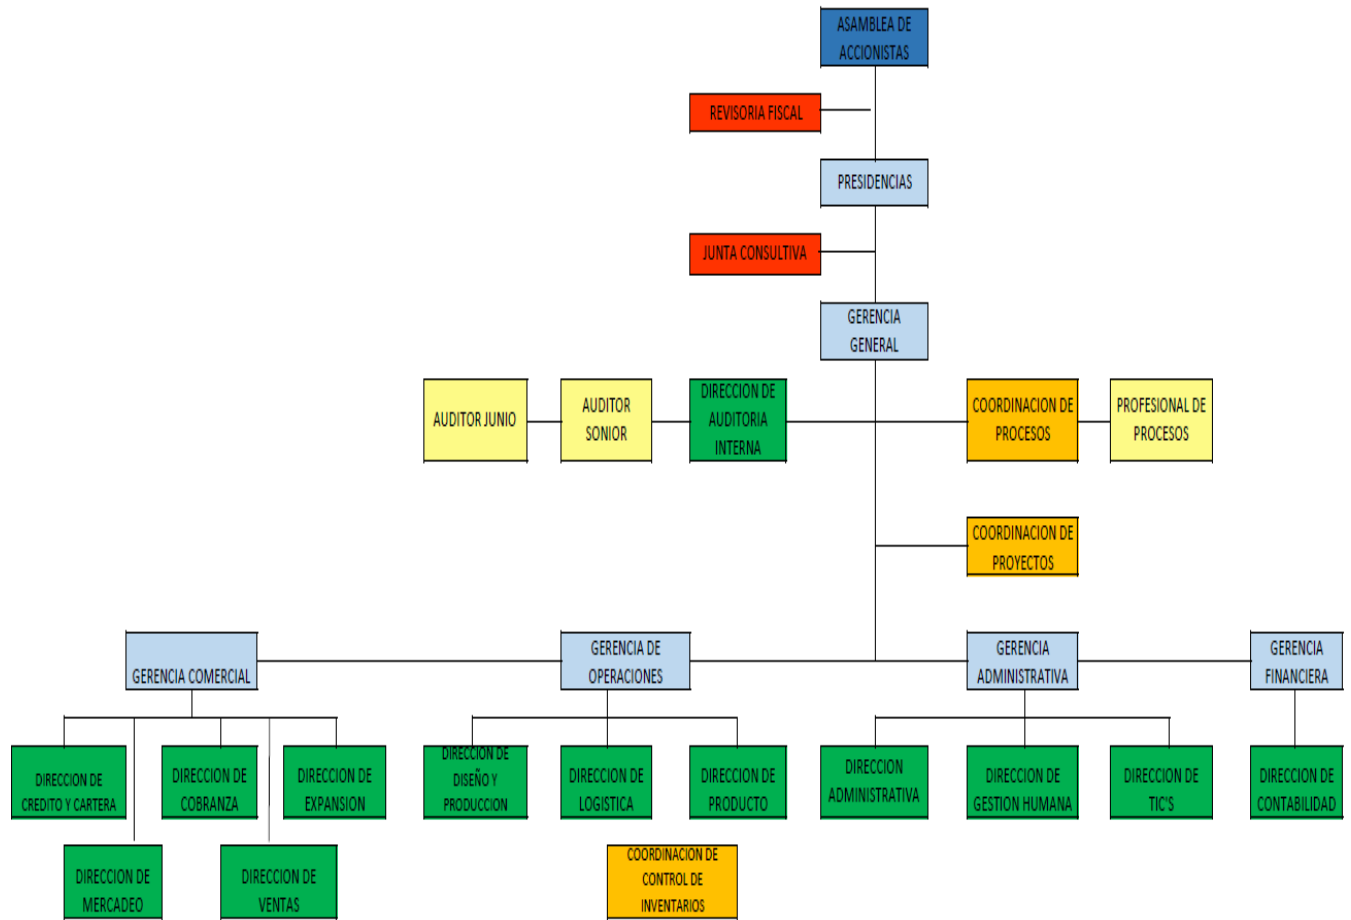 ASAMBLEA DE
ACCIONISTAS
REVISORIA FISCAL
PRESIDENCIAS
JUNTA CONSULTIVA
GERENCIA
GENERAL
AUDITOR JUNIO
AUDITOR
SONIOR
DIRECCION DE
AUDITORIA
INTERNA
COORDINACION DE
PROCESOS
PROFESIONAL DE
PROCESOS
COORDINACION DE
PROYECTOS
GERENCIA COMERCIAL
GERENCIA DE
OPERACIONES
GERENCIA
ADMINISTRATIVA
GERENCIA
FINANCIERA
DIRECCION DE
CREDITO Y CARTERA
DIRECCION DE
COBRANZA
DIRECCION DE
EXPANSION
DIRECCION DE
DISEÑO Y
PRODUCCION
DIRECCION DE
LOGISTICA
DIRECCION DE
PRODUCTO
DIRECCION
ADMINISTRATIVA
DIRECCION DE
GESTION HUMANA
DIRECCION DE
TIC'S
DIRECCION DE
CONTABILIDAD
DIRECCION DE
MERCADEO
DIRECCION DE
VENTAS
COORDINACION DE
CONTROL DE
INVENTARIOS